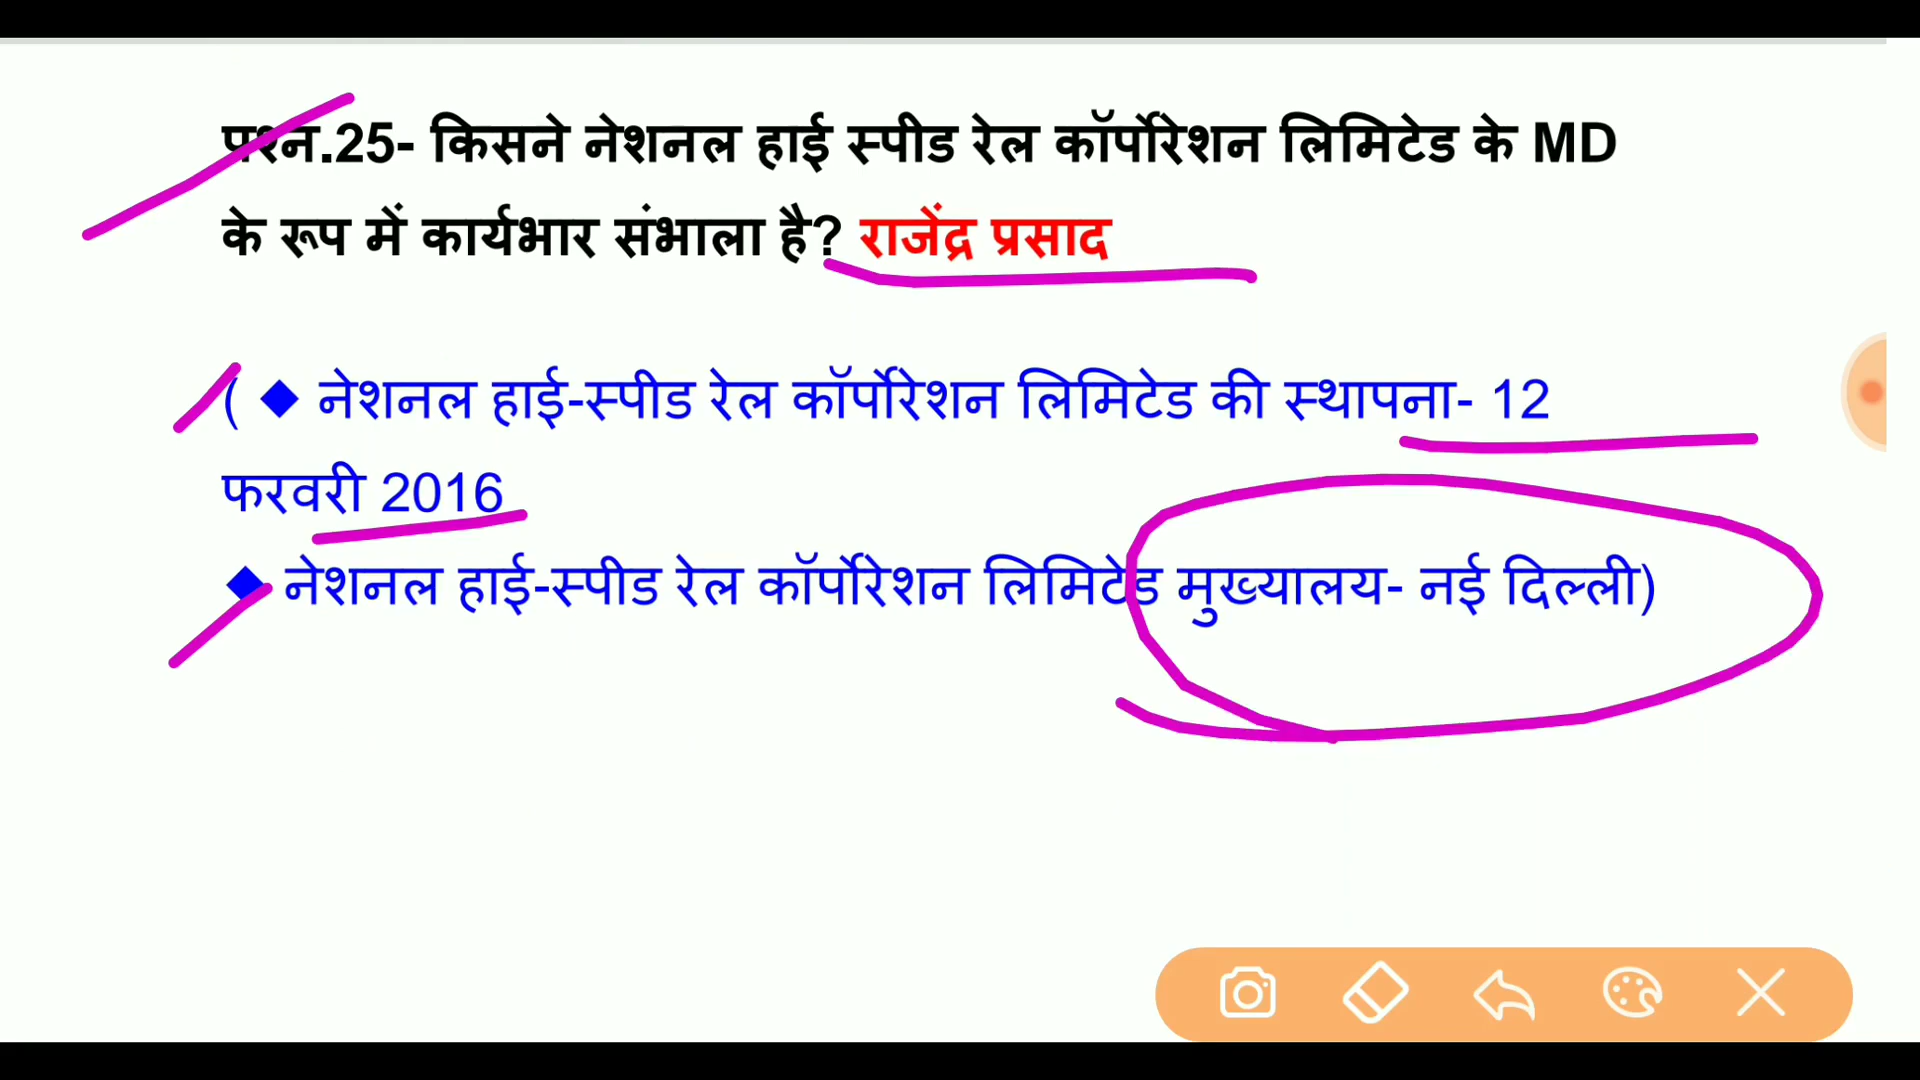 प्रश्न.25- किसने नेशनल हाई स्पीड रेल कॉर्पोरेशन लिमिटेड के MD
के रूप में कार्यभार संभाला है? राजेंद्र प्रसाद
( ◆ नेशनल हाई-स्पीड रेल कॉर्पोरेशन लिमिटेड की स्थापना- 12
फरवरी 2016
◆ नेशनल हाई-स्पीड रेल कॉर्पोरेशन लिमिटेड मुख्यालय- नई दिल्ली)